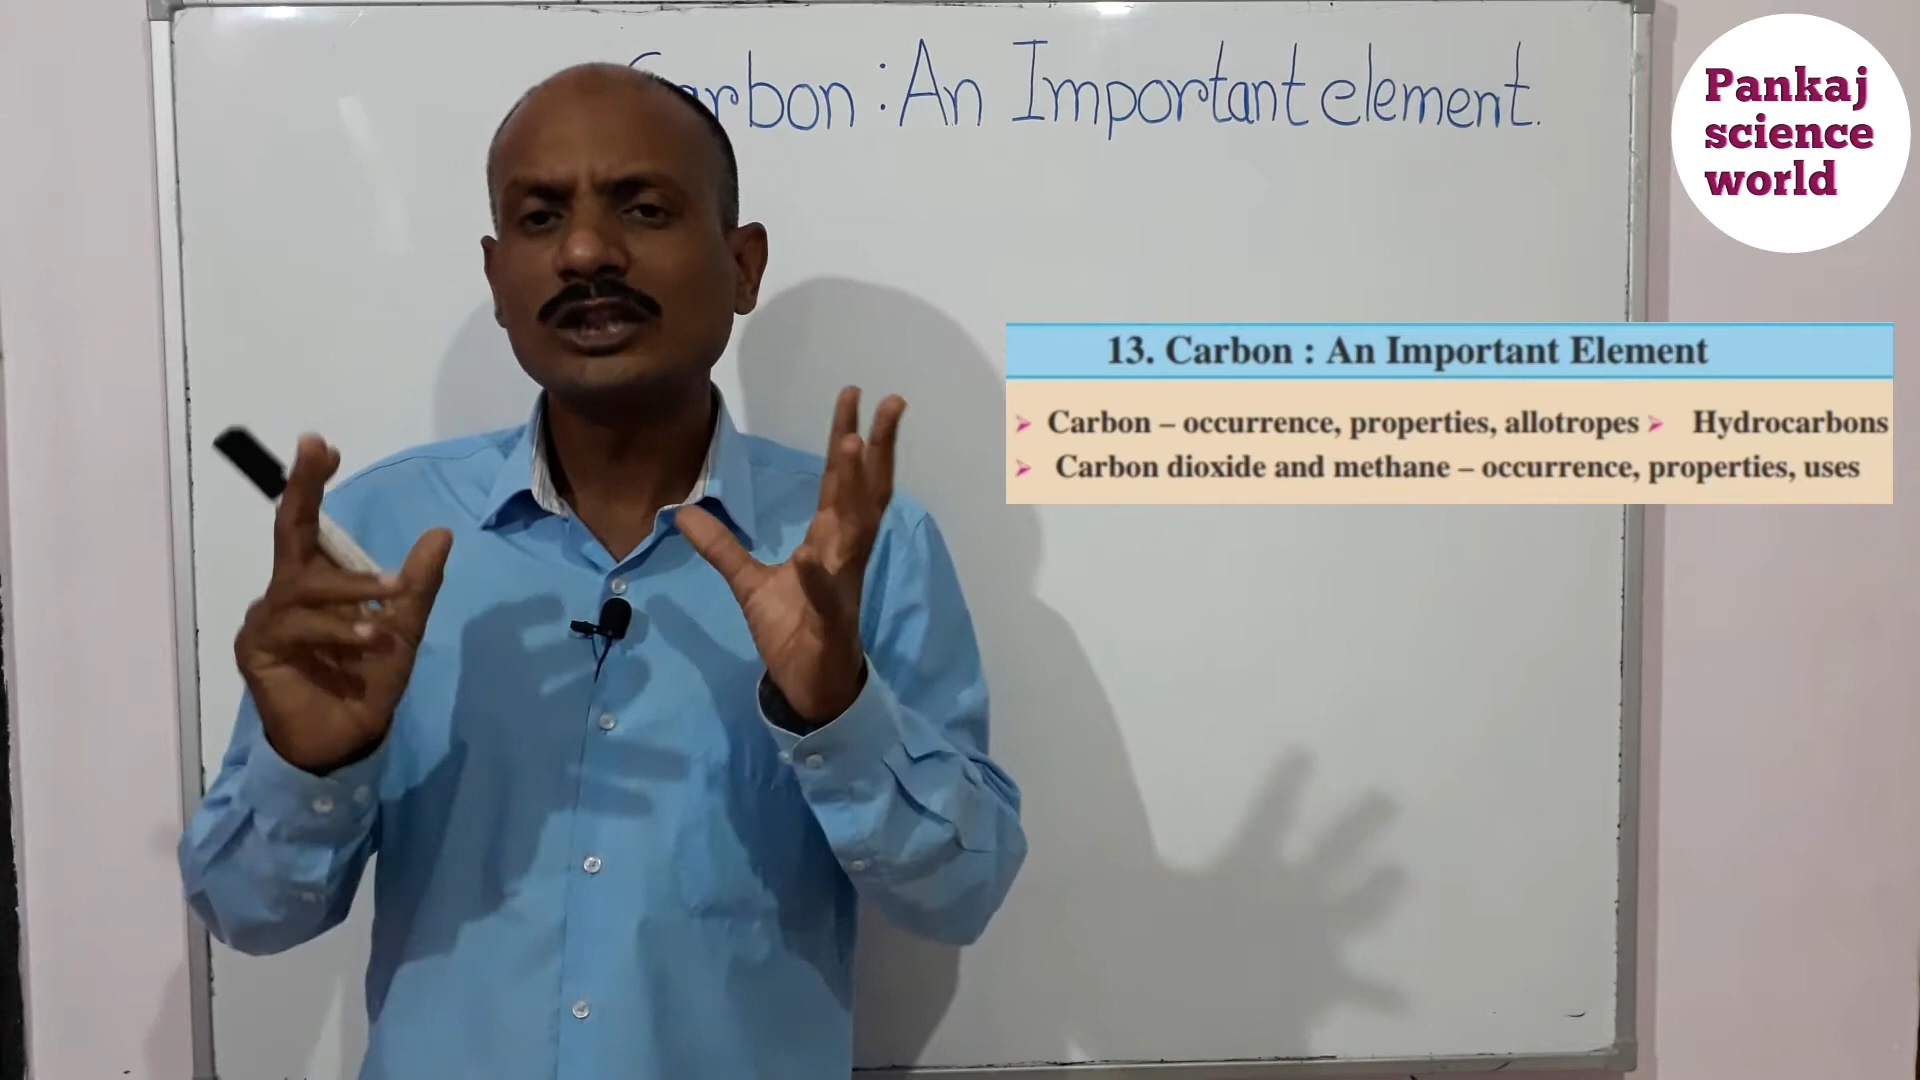 arbon : An Important element.
Pankaj
science
world
13. Carbon : An Important Element
➤ Carbon – occurrence, properties, allotropes ➤ Hydrocarbons
➤ Carbon dioxide and methane – occurrence, properties, uses